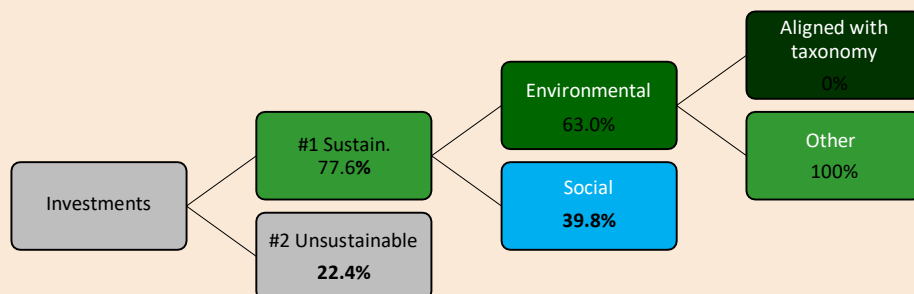 Investments
#1 Sustain.
77.6%
#2 Unsustainable
22.4%
Environmental
63.0%
Social
39.8%
Aligned with
taxonomy
0%
Other
100%